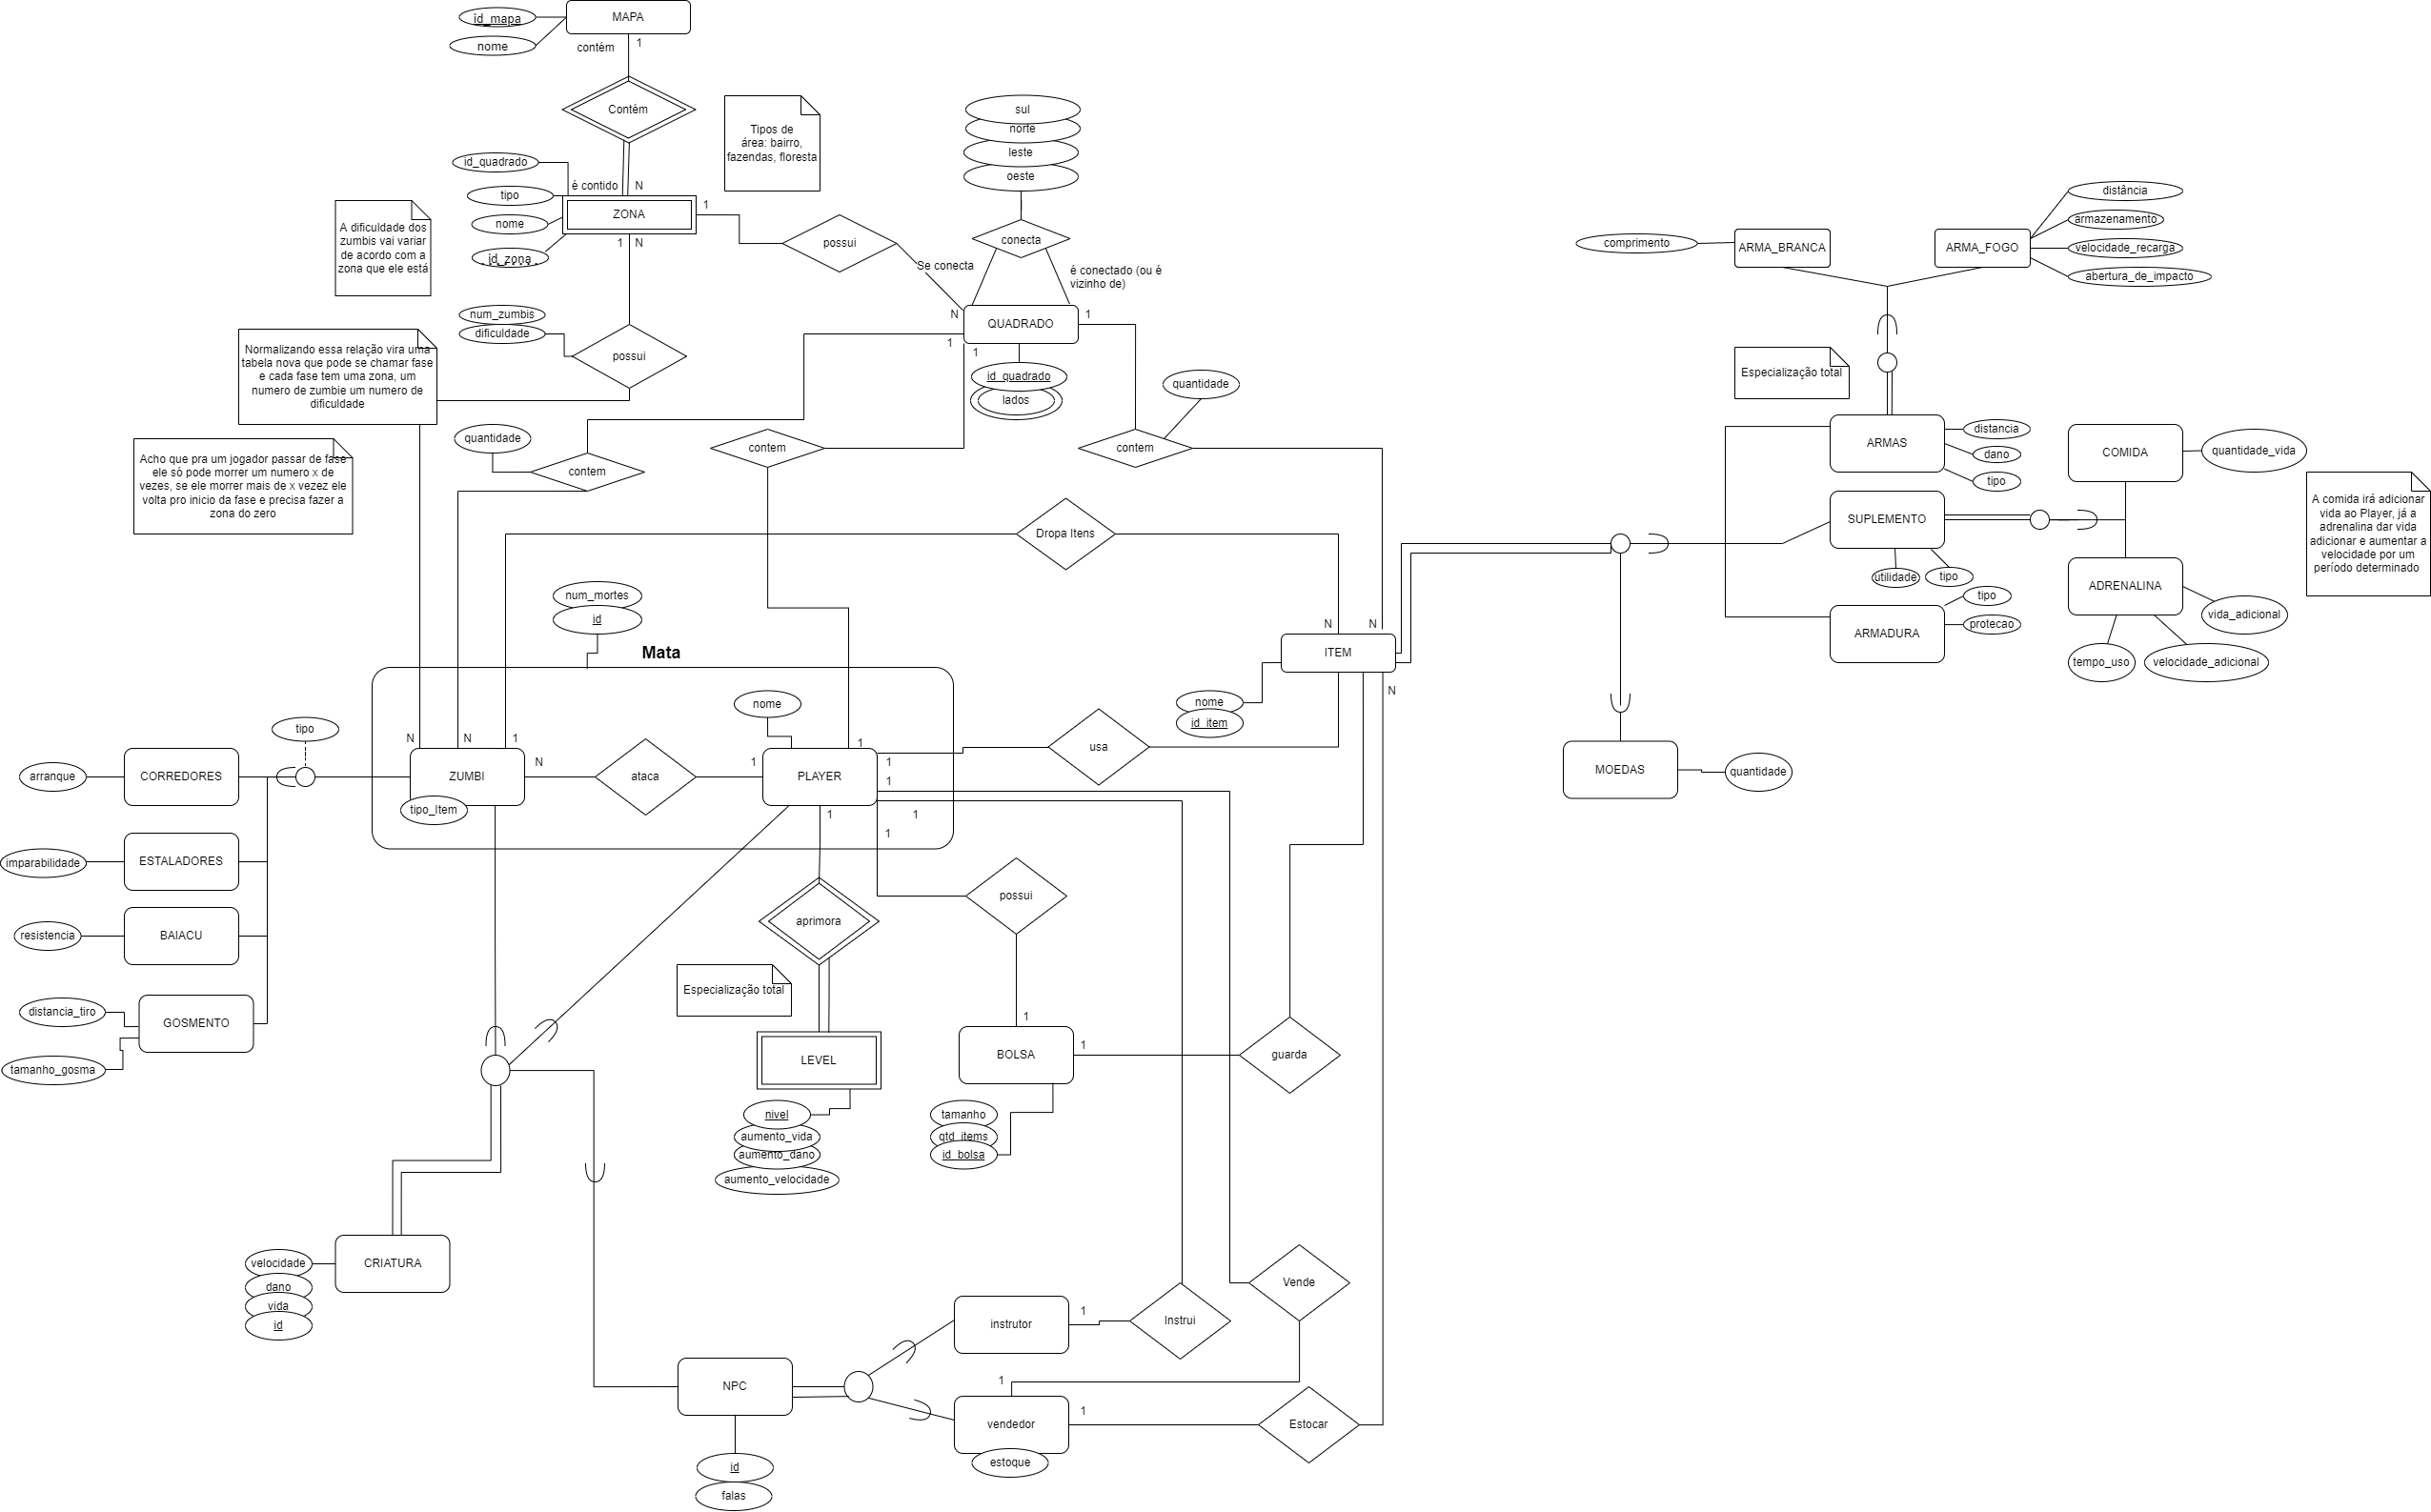 id_mapa
MAPA
nome
contém
1
Contém
Tipos de
área: bairro,
fazendas, floresta
sul
norte
leste
oeste
id_quadrado
é contido
N
tipo
ZONA
nome
id_zona
1
1
N
possui
conecta
Se conecta
é conectado (ou é
vizinho de)
A dificuldade dos
zumbis vai variar
de acordo com a
zona que ele está
num_zumbis
dificuldade
possui
N
QUADRADO
1
1
1
id_quadrado
lados
Normalizando essa relação vira uma
tabela nova que pode se chamar fase
e cada fase tem uma zona, um
numero de zumbie um numero de
dificuldade
Acho que pra um jogador passar de fase
ele só pode morrer um numero x de
vezes, se ele morrer mais de x vezez ele
volta pro inicio da fase e precisa fazer a
zona do zero
quantidade
contem
contem
contem
quantidade
Dropa Itens
distância
armazenamento
velocidade_recarga
abertura_de_impacto
comprimento
ARMA_BRANCA
ARMA_FOGO
Especialização total
ARMAS
distancia
dano
tipo
COMIDA
quantidade_vida
SUPLEMENTO
utilidade
tipo
A comida irá adicionar
vida ao Player, já a
adrenalina dar vida
adicionar e aumentar a
velocidade por um
período determinado
ADRENALINA
vida_adicional
tempo_uso
velocidade_adicional
ARMADURA
tipo
protecao
num_mortes
id
Mata
N
N
ITEM
N
nome
id_item
usa
MOEDAS
quantidade
tipo
nome
N
N
1
1
arranque
CORREDORES
ZUMBI
tipo_Item
N
ataca
1
PLAYER
1
1
1
1
1
imparabilidade
ESTALADORES
resistencia
BAIACU
distancia_tiro
GOSMENTO
tamanho_gosma
aprimora
possui
Especialização total
LEVEL
1
BOLSA
1
guarda
nivel
aumento_vida
aumento_dano
aumento_velocidade
tamanho
qtd_items
id_bolsa
velocidade
CRIATURA
dano
vida
id
Vende
instrutor
1
Instrui
NPC
1
vendedor
1
Estocar
estoque
id
falas